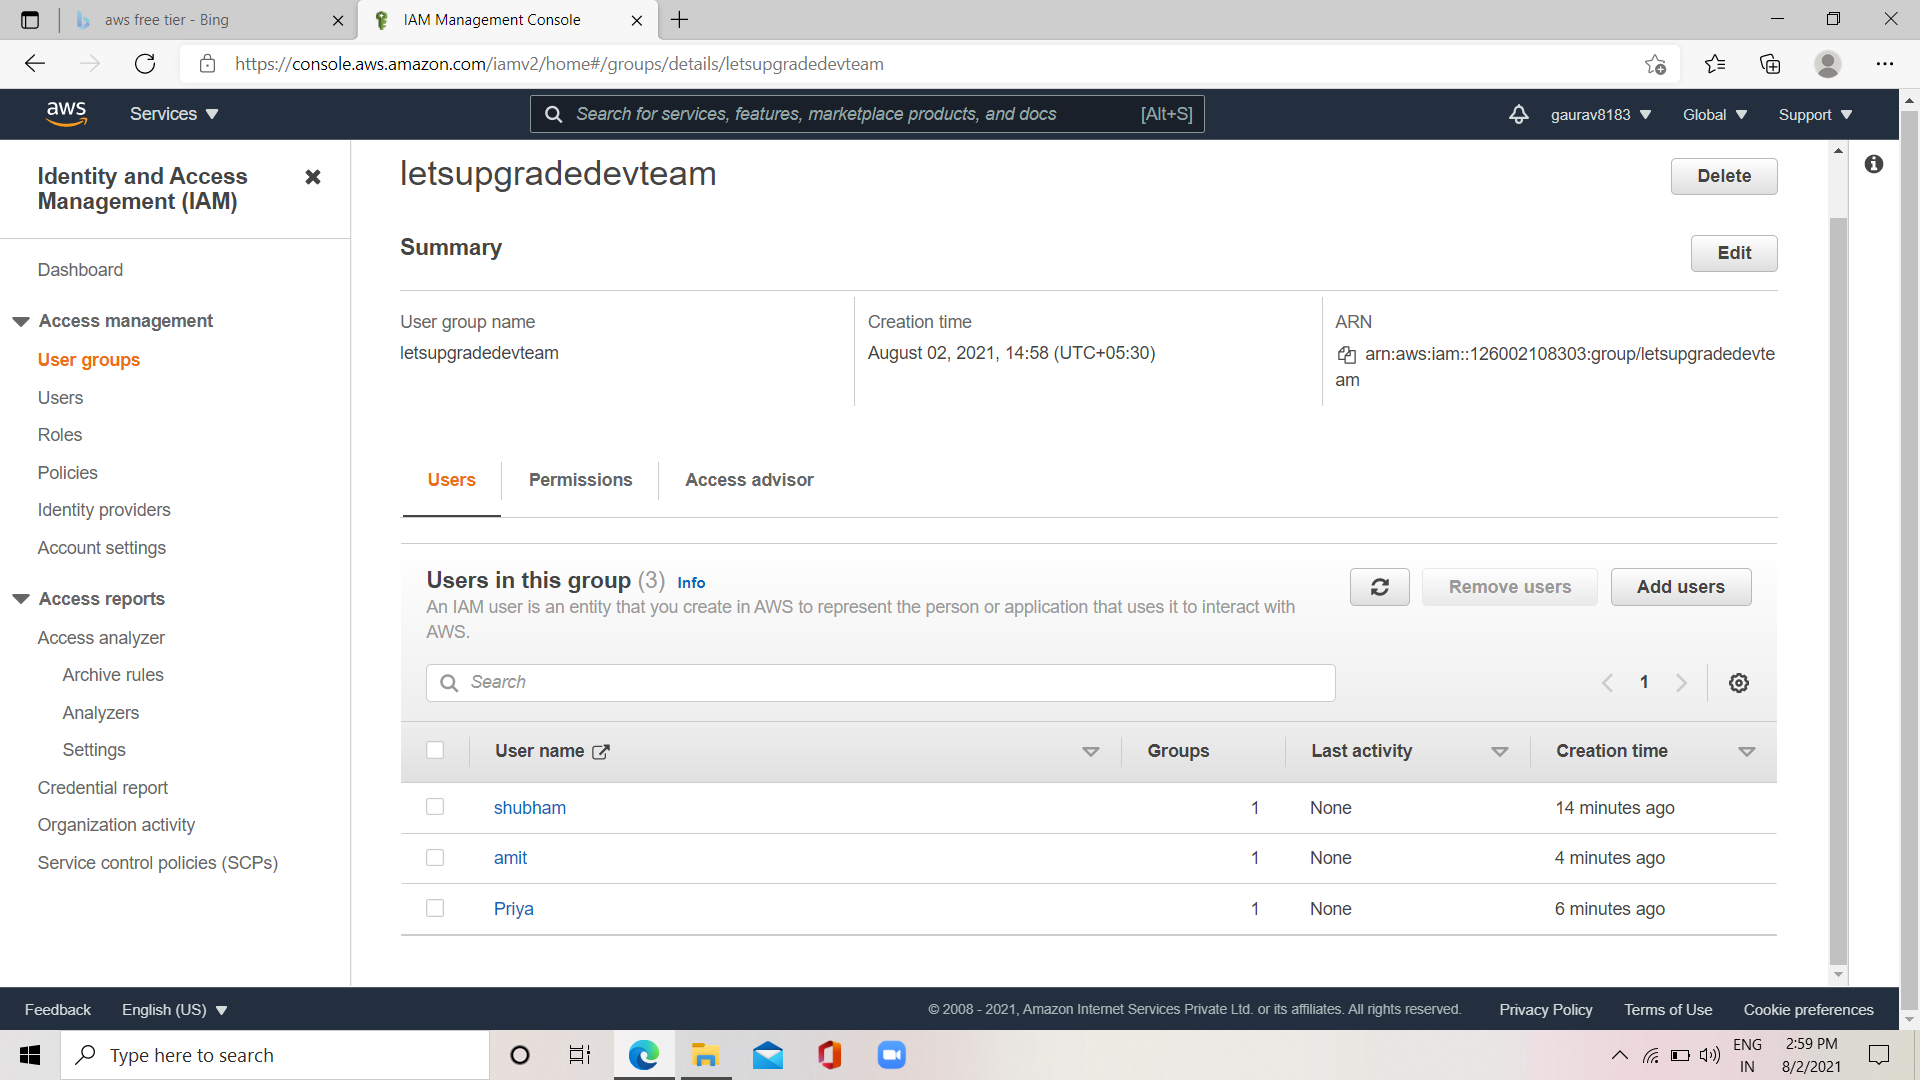 aws free tier - Bing
IAM Management Console
https://console.aws.amazon.com/iamv2/home#/groups/details/letsupgradedevteam
aws
Services
Search for services, features, marketplace products, and docs
[Alt+S]
gaurav8183
Global
Support
Identity and Access
Management (IAM)
Dashboard
Access management
User groups
Users
Roles
Policies
Identity providers
Account settings
Access reports
Access analyzer
Archive rules
Analyzers
Settings
Credential report
Organization activity
Service control policies (SCPs)
letsupgradedevteam
Delete
Summary
Edit
User group name
letsupgradedevteam
Creation time
August 02, 2021, 14:58 (UTC+05:30)
ARN
arn:aws:iam::126002108303:group/letsupgradedevte
am
Users
Permissions
Access advisor
Users in this group (3) Info
An IAM user is an entity that you create in AWS to represent the person or application that uses it to interact with
AWS.
Remove users
Add users
Search
1
User name
Groups
Last activity
Creation time
shubham 1 None 14 minutes ago
amit 1 None 4 minutes ago
Priya 1 None 6 minutes ago
Feedback
English (US)
© 2008 - 2021, Amazon Internet Services Private Ltd. or its affiliates. All rights reserved.
Privacy Policy
Terms of Use
Cookie preferences
Type here to search
ENG
IN
2:59 PM
8/2/2021